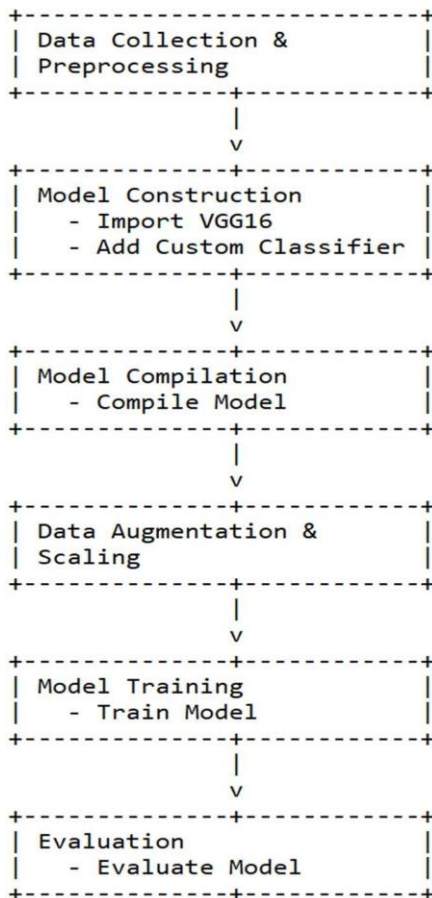 Data Collection &
Preprocessing
Model Construction
- Import VGG16
- Add Custom Classifier
Model Compilation
- Compile Model
Data Augmentation &
Scaling
Model Training
- Train Model
Evaluation
- Evaluate Model